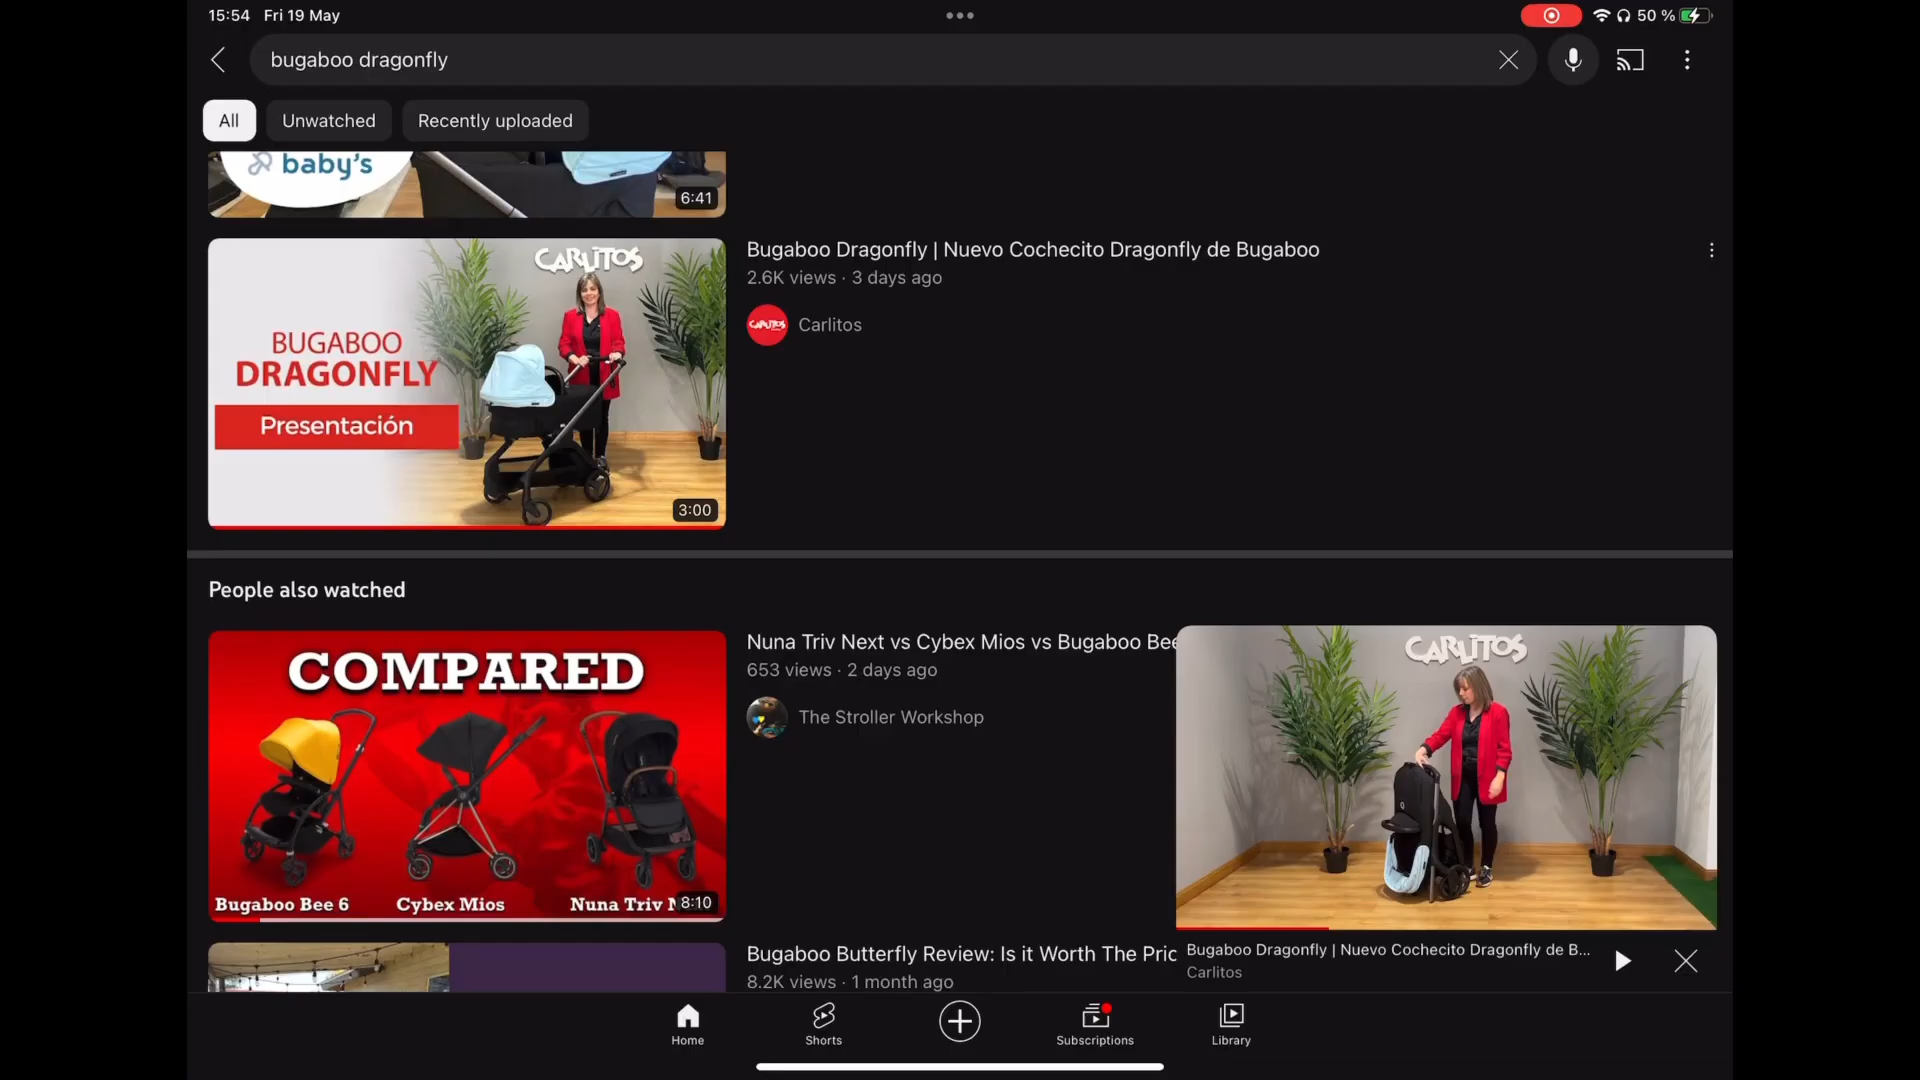 15:54 Fri 19 May
50 %
bugaboo dragonfly
All
Unwatched
Recently uploaded
baby's
6:41
CARLITOS
BUGABOO
DRAGONFLY
Presentación
3:00
Bugaboo Dragonfly | Nuevo Cochecito Dragonfly de Bugaboo
2.6K views · 3 days ago
CARLITOS
Carlitos
People also watched
COMPARED
Bugaboo Bee 6
Cybex Mios
Nuna Triv
8:10
Nuna Triv Next vs Cybex Mios vs Bugaboo Bee
653 views · 2 days ago
The Stroller Workshop
CARLITOS
Bugaboo Dragonfly | Nuevo Cochecito Dragonfly de B...
Carlitos
Bugaboo Butterfly Review: Is it Worth The Pric
8.2K views · 1 month ago
Home
Shorts
Subscriptions
Library